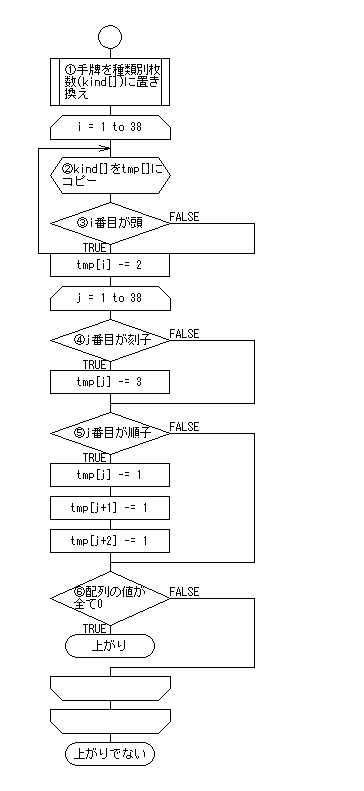 ①手牌を種類別枚
数(kind[])に置き
換え
i = 1 to 38
②kind[]をtmp[]に
コピー
③i番目が頭
FALSE
TRUE
tmp[i] -= 2
j = 1 to 38
④j番目が刻子
FALSE
TRUE
tmp[j] -= 3
⑤j番目が順子
FALSE
TRUE
tmp[j] -= 1
tmp[j+1] -= 1
tmp[j+2] -= 1
⑥配列の値が
全て0
FALSE
TRUE
上がり
上がりでない